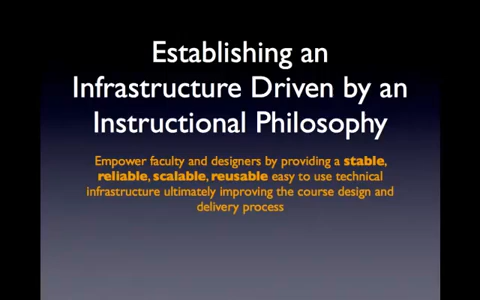 Establishing an
Infrastructure Driven by an
Instructional Philosophy
Empower faculty and designers by providing a stable,
reliable, scalable, reusable easy to use technical
infrastructure ultimately improving the course design and
delivery process